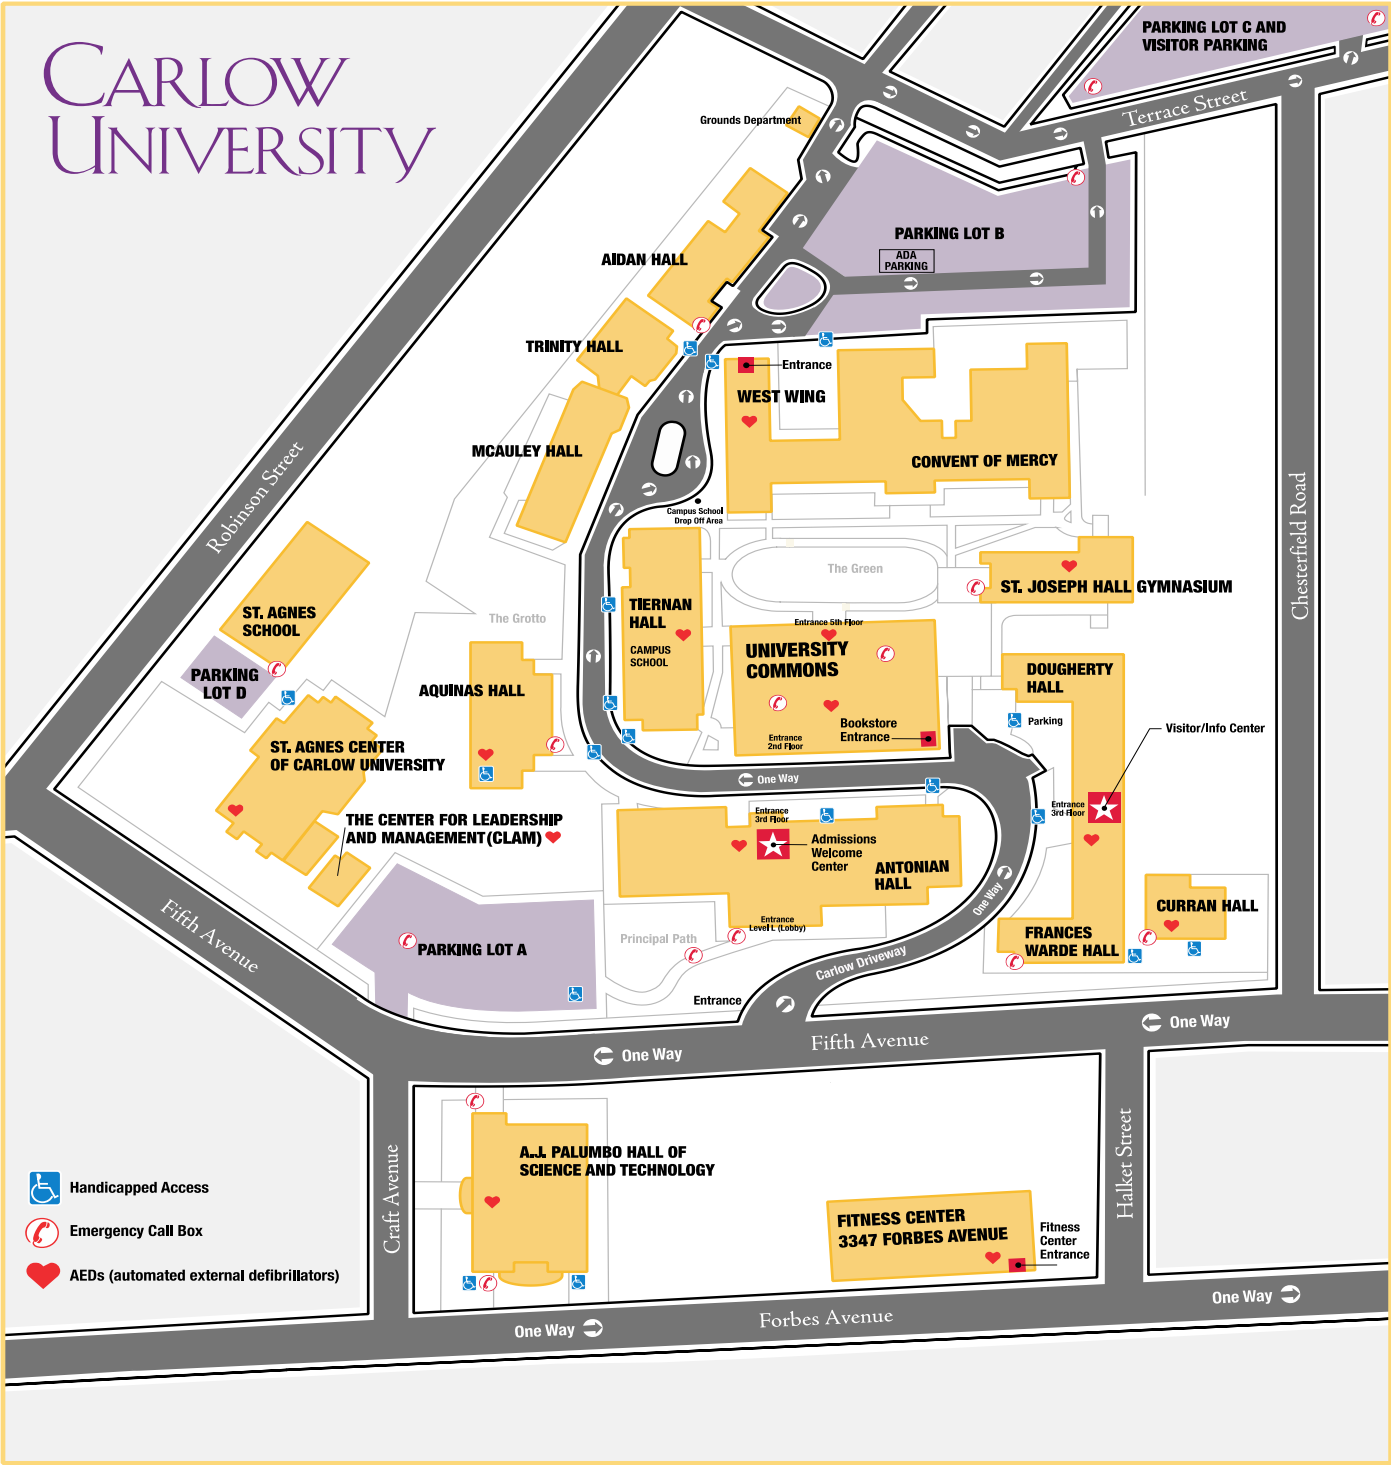 CARLOW
UNIVERSITY
PARKING LOT C AND
VISITOR PARKING
Terrace Street
Grounds Department
PARKING LOT B
ADA
PARKING
AIDAN HALL
TRINITY HALL
Entrance
WEST WING
MCAULEY HALL
CONVENT OF MERCY
Robinson Street
Chesterfield Road
Campus School
Drop Off Area
The Green
ST. JOSEPH HALL GYMNASIUM
ST. AGNES
SCHOOL
The Grotto
TIERNAN
HALL
CAMPUS
SCHOOL
Entrance 5th Floor
UNIVERSITY
COMMONS
DOUGHERTY
HALL
PARKING
LOT D
AQUINAS HALL
Parking
Bookstore
Entrance
Entrance
2nd Floor
Visitor/Info Center
ST. AGNES CENTER
OF CARLOW UNIVERSITY
One Way
Entrance
3rd Floor
Entrance
3rd Floor
THE CENTER FOR LEADERSHIP
AND MANAGEMENT (CLAM)
Admissions
Welcome
Center
ANTONIAN
HALL
One Way
CURRAN HALL
Fifth Avenue
Entrance
Level L (Lobby)
Principal Path
PARKING LOT A
FRANCES
WARDE HALL
Carlow Driveway
Entrance
One Way
Fifth Avenue
One Way
Craft Avenue
Halket Street
A.J. PALUMBO HALL OF
SCIENCE AND TECHNOLOGY
Handicapped Access
Emergency Call Box
AEDs (automated external defibrillators)
FITNESS CENTER
3347 FORBES AVENUE
Fitness
Center
Entrance
One Way
Forbes Avenue
One Way